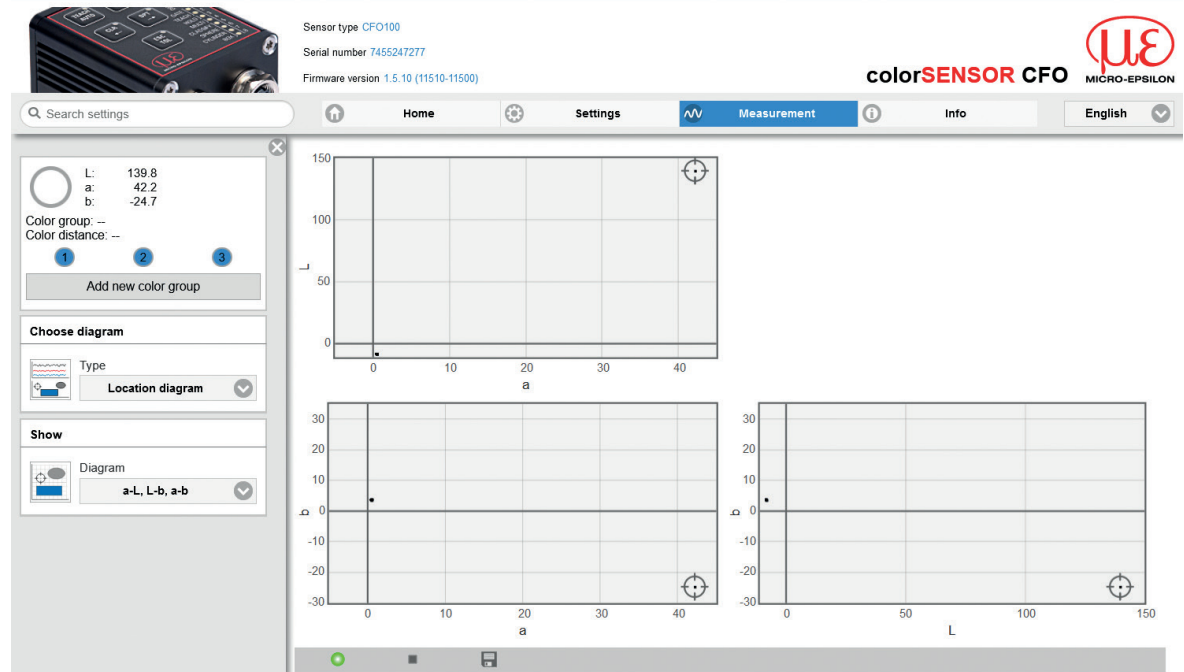 Sensor type CFO100
Serial number 7455247277
Firmware version 1.5.10 (11510-11500)
colorSENSOR CFO
με
MICRO-EPSILON
Search settings
Home
Settings
Measurement
Info
English
L: 139.8
a: 42.2
b: -24.7
Color group: --
Color distance: --
1 2 3
Add new color group
Choose diagram
Type
Location diagram
Show
Diagram
a-L, L-b, a-b
150
100
50
0
L
0 10 20 30 40
a
30
20
10
0
-10
-20
-30
b
0 10 20 30 40
a
30
20
10
0
-10
-20
-30
b
0 50 100 150
L